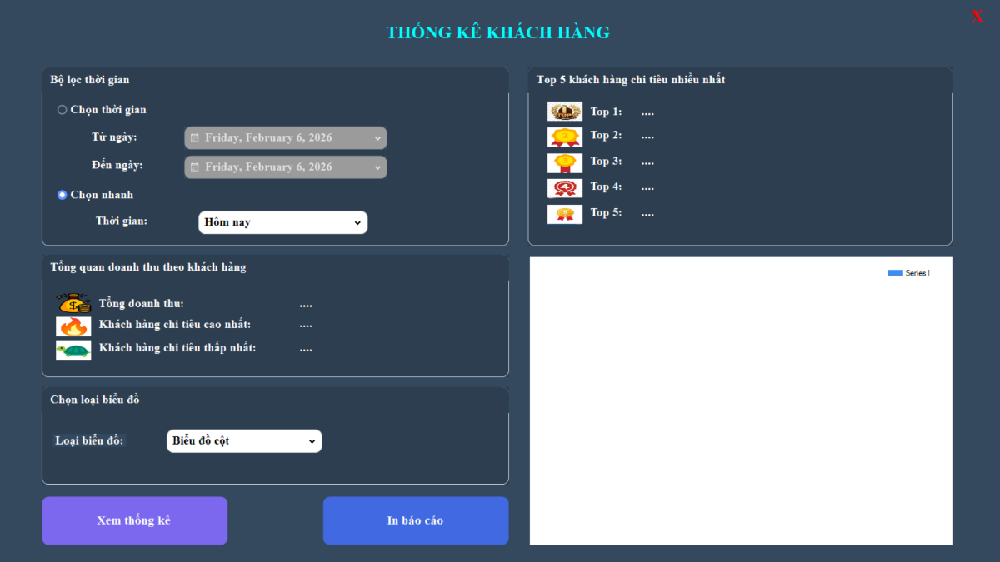 X
THỐNG KÊ KHÁCH HÀNG
Bộ lọc thời gian
Chọn thời gian
Từ ngày:
Friday, February 6, 2026
Đến ngày:
Friday, February 6, 2026
Chọn nhanh
Thời gian:
Hôm nay
Top 5 khách hàng chi tiêu nhiều nhất
Top 1: ....
2
Top 2: ....
3
Top 3: ....
4
Top 4: ....
Top 5: ....
Tổng quan doanh thu theo khách hàng
$
Tổng doanh thu: ....
Khách hàng chi tiêu cao nhất: ....
Khách hàng chi tiêu thấp nhất: ....
Chọn loại biểu đồ
Loại biểu đồ:
Biểu đồ cột
Xem thống kê
In báo cáo
Series1